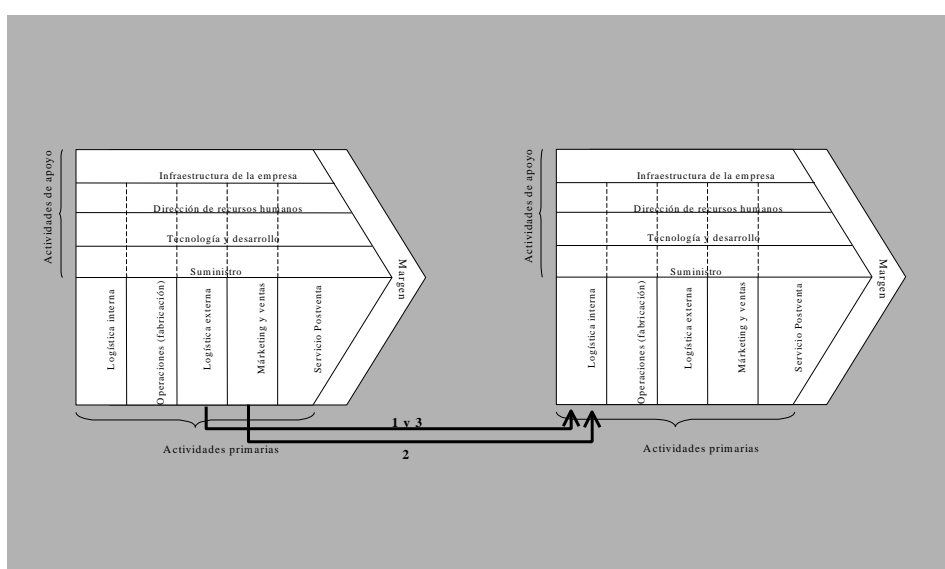 Actividades de apoyo
Infraestructura de la empresa
Dirección de recursos humanos
Tecnología y desarrollo
Suministro
Logística interna
Operaciones (fabricación)
Logística externa
Márketing y ventas
Servicio Postventa
Margen
Actividades primarias
Actividades de apoyo
Infraestructura de la empresa
Dirección de recursos humanos
Tecnología y desarrollo
Suministro
Logística interna
Operaciones (fabricación)
Logística externa
Márketing y ventas
Servicio Postventa
Margen
Actividades primarias
1 y 3
2